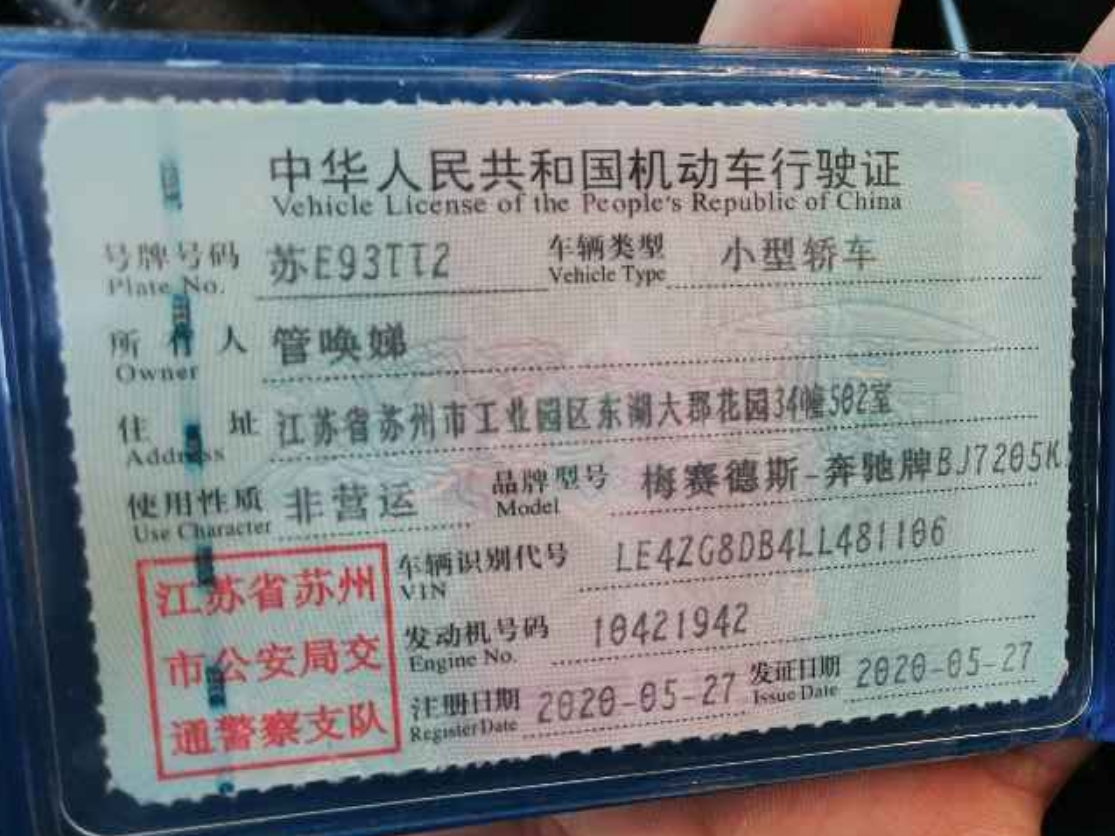 中华人民共和国机动车行驶证
Vehicle License of the People's Republic of China
号牌号码 苏E93TT2 车辆类型 小型轿车
Plate No. Vehicle Type
所有人 管唤娣
Owner
住址 江苏省苏州市工业园区东湖大郡花园34幢502室
Address
使用性质 非营运 品牌型号 梅赛德斯-奔驰牌BJ7205K
Use Character Model
江苏省苏州
市公安局交
通警察支队
车辆识别代号 LE4ZG8DB4LL481106
VIN
发动机号码 10421942
Engine No.
注册日期 2020-05-27 发证日期 2020-05-27
Register Date Issue Date